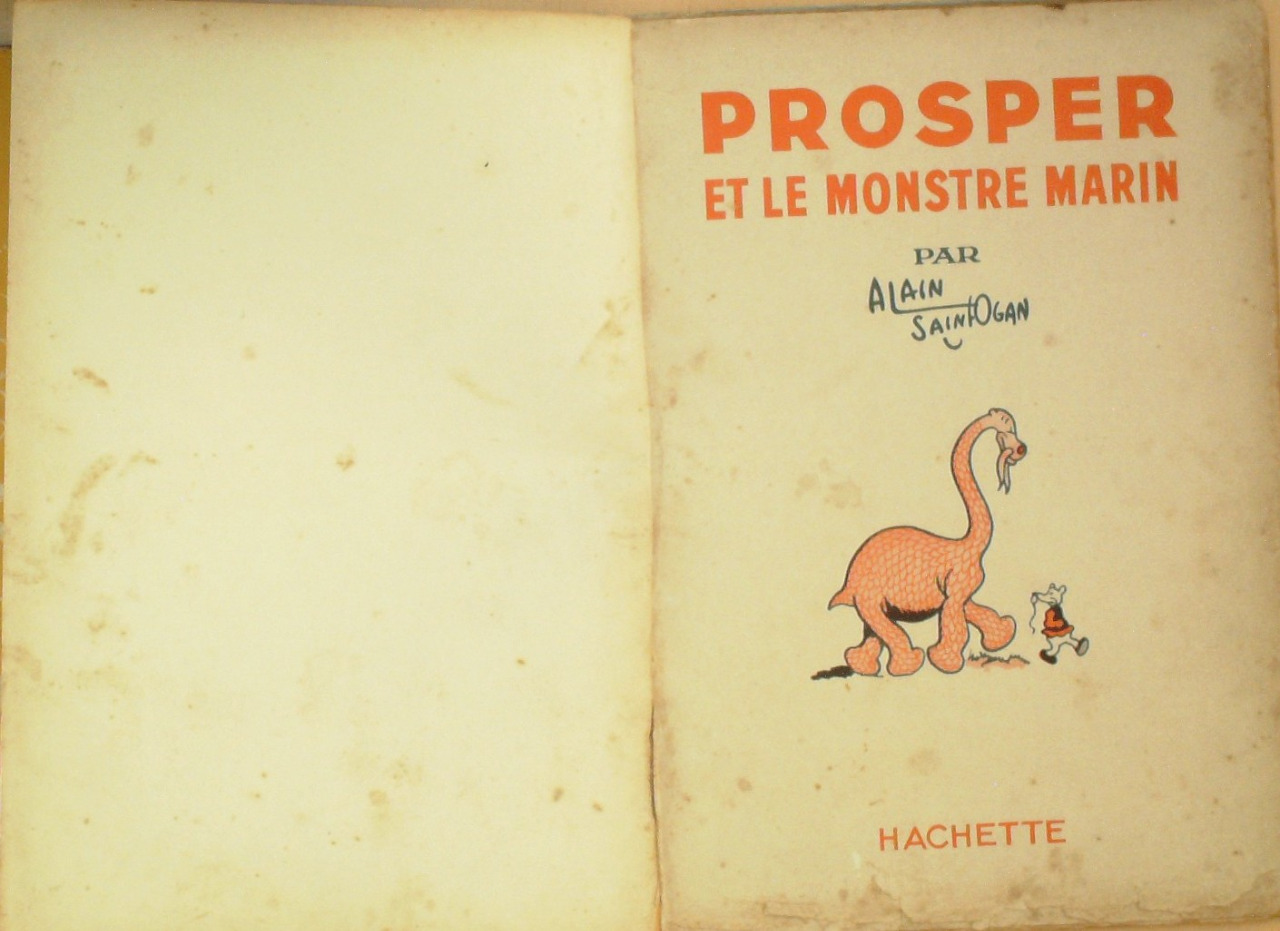 PROSPER
ET LE MONSTRE MARIN
PAR
ALAIN
SAINT-OGAN
HACHETTE